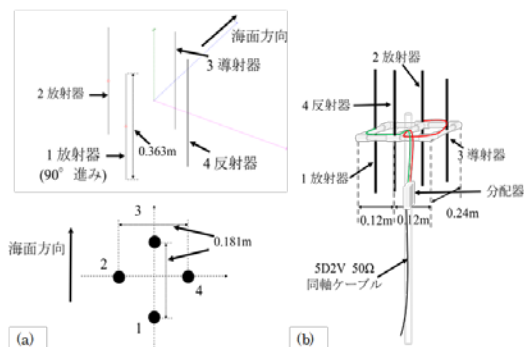 海面方向
3 導射器
2 放射器
0.363m
1 放射器
(90° 進み)
4 反射器
3
0.181m
海面方向
2
4
1
(a)
2 放射器
4 反射器
3 導射器
1 放射器
分配器
0.12m
0.12m
0.24m
5D2V 50Ω
同軸ケーブル
(b)